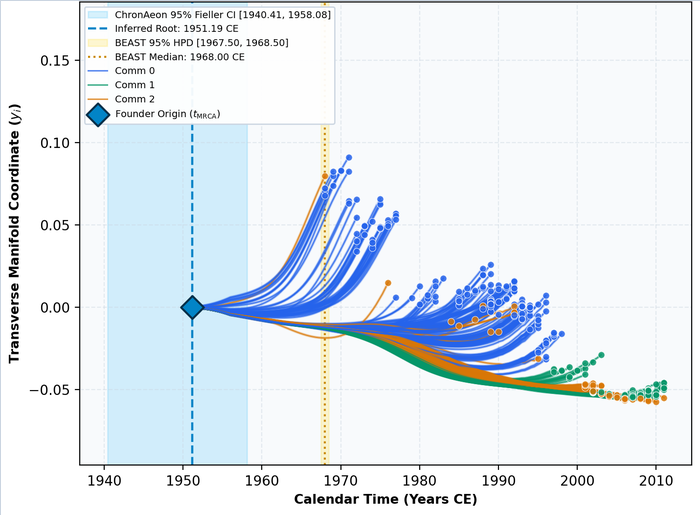 ChronAeon 95% Fieller CI [1940.41, 1958.08]
Inferred Root: 1951.19 CE
BEAST 95% HPD [1967.50, 1968.50]
BEAST Median: 1968.00 CE
Comm 0
Comm 1
Comm 2
Founder Origin (t_MRCA)
Transverse Manifold Coordinate (y_i)
0.15
0.10
0.05
0.00
−0.05
1940 1950 1960 1970 1980 1990 2000 2010
Calendar Time (Years CE)